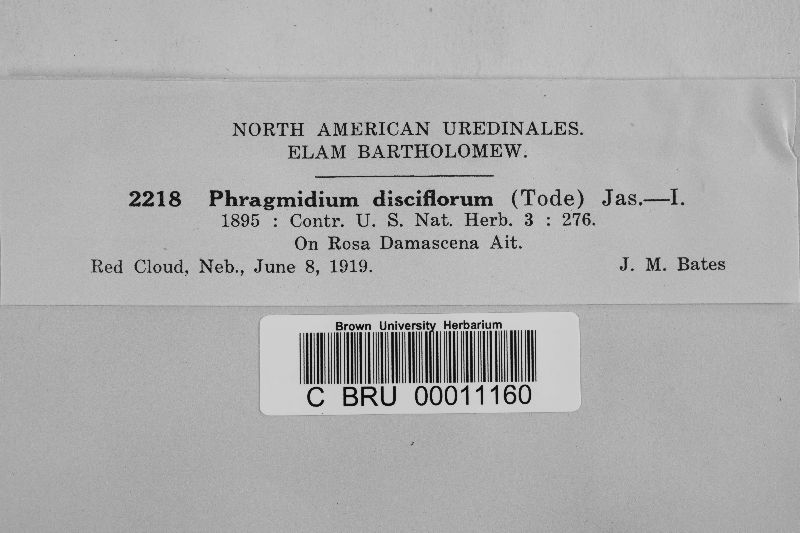 NORTH AMERICAN UREDINALES.
ELAM BARTHOLOMEW.
2218 Phragmidium disciflorum (Tode) Jas.—I.
1895 : Contr. U. S. Nat. Herb. 3 : 276.
On Rosa Damascena Ait.
Red Cloud, Neb., June 8, 1919. J. M. Bates
Brown University Herbarium
C BRU 00011160